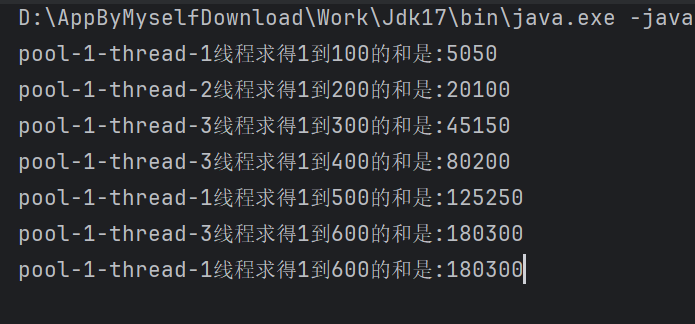 D:\AppByMyselfDownload\Work\Jdk17\bin\java.exe -java
pool-1-thread-1线程求得1到100的和是:5050
pool-1-thread-2线程求得1到200的和是:20100
pool-1-thread-3线程求得1到300的和是:45150
pool-1-thread-3线程求得1到400的和是:80200
pool-1-thread-1线程求得1到500的和是:125250
pool-1-thread-3线程求得1到600的和是:180300
pool-1-thread-1线程求得1到600的和是:180300